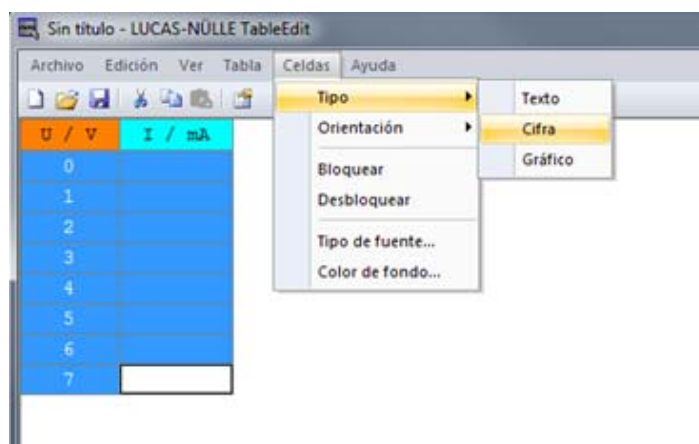 Sin título - LUCAS-NÜLLE TableEdit
Archivo Edición Ver Tabla Celdas Ayuda
Tipo
Orientación
Bloquear
Desbloquear
Tipo de fuente...
Color de fondo...
Texto
Cifra
Gráfico
U / V I / mA
0
1
2
3
4
5
6
7